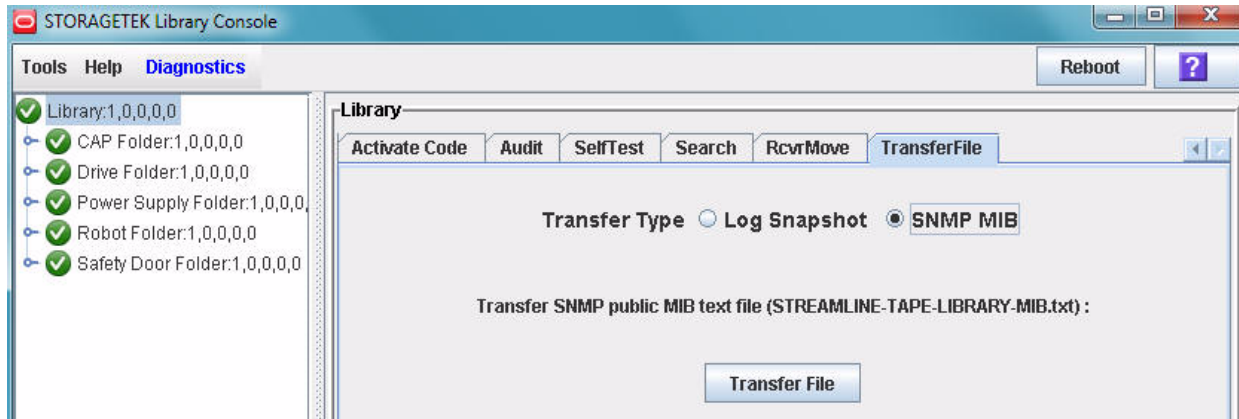 STORAGETEK Library Console
Tools Help Diagnostics
Reboot
?
Library:1,0,0,0,0
CAP Folder:1,0,0,0,0
Drive Folder:1,0,0,0,0
Power Supply Folder:1,0,0,0,
Robot Folder:1,0,0,0,0
Safety Door Folder:1,0,0,0,0
Library
Activate Code Audit SelfTest Search RcvrMove TransferFile
Transfer Type Log Snapshot SNMP MIB
Transfer SNMP public MIB text file (STREAMLINE-TAPE-LIBRARY-MIB.txt) :
Transfer File